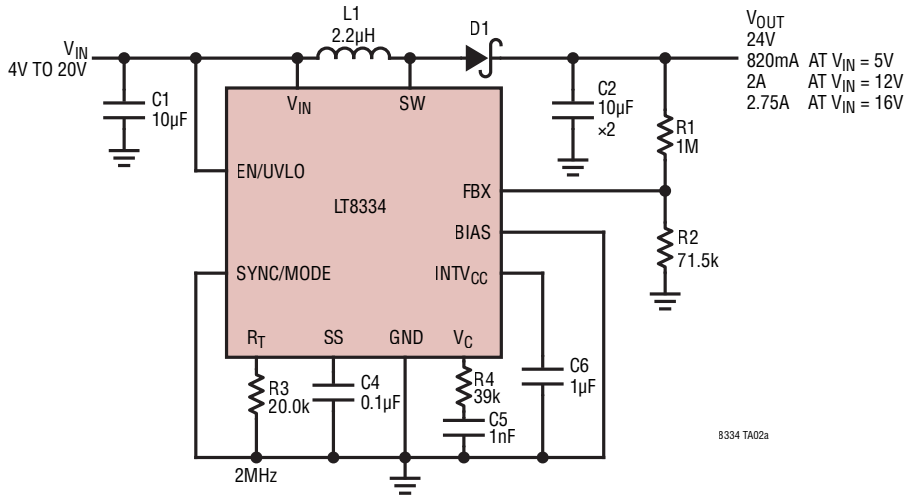 L1
2.2µH
D1
VIN
4V TO 20V
VOUT
24V
820mA AT VIN = 5V
2A AT VIN = 12V
2.75A AT VIN = 16V
C1
10µF
VIN
SW
C2
10µF
×2
R1
1M
EN/UVLO
FBX
LT8334
BIAS
R2
71.5k
SYNC/MODE
INTVCC
RT
SS
GND
VC
R3
20.0k
C4
0.1µF
R4
39k
C5
1nF
C6
1µF
2MHz
8334 TA02a